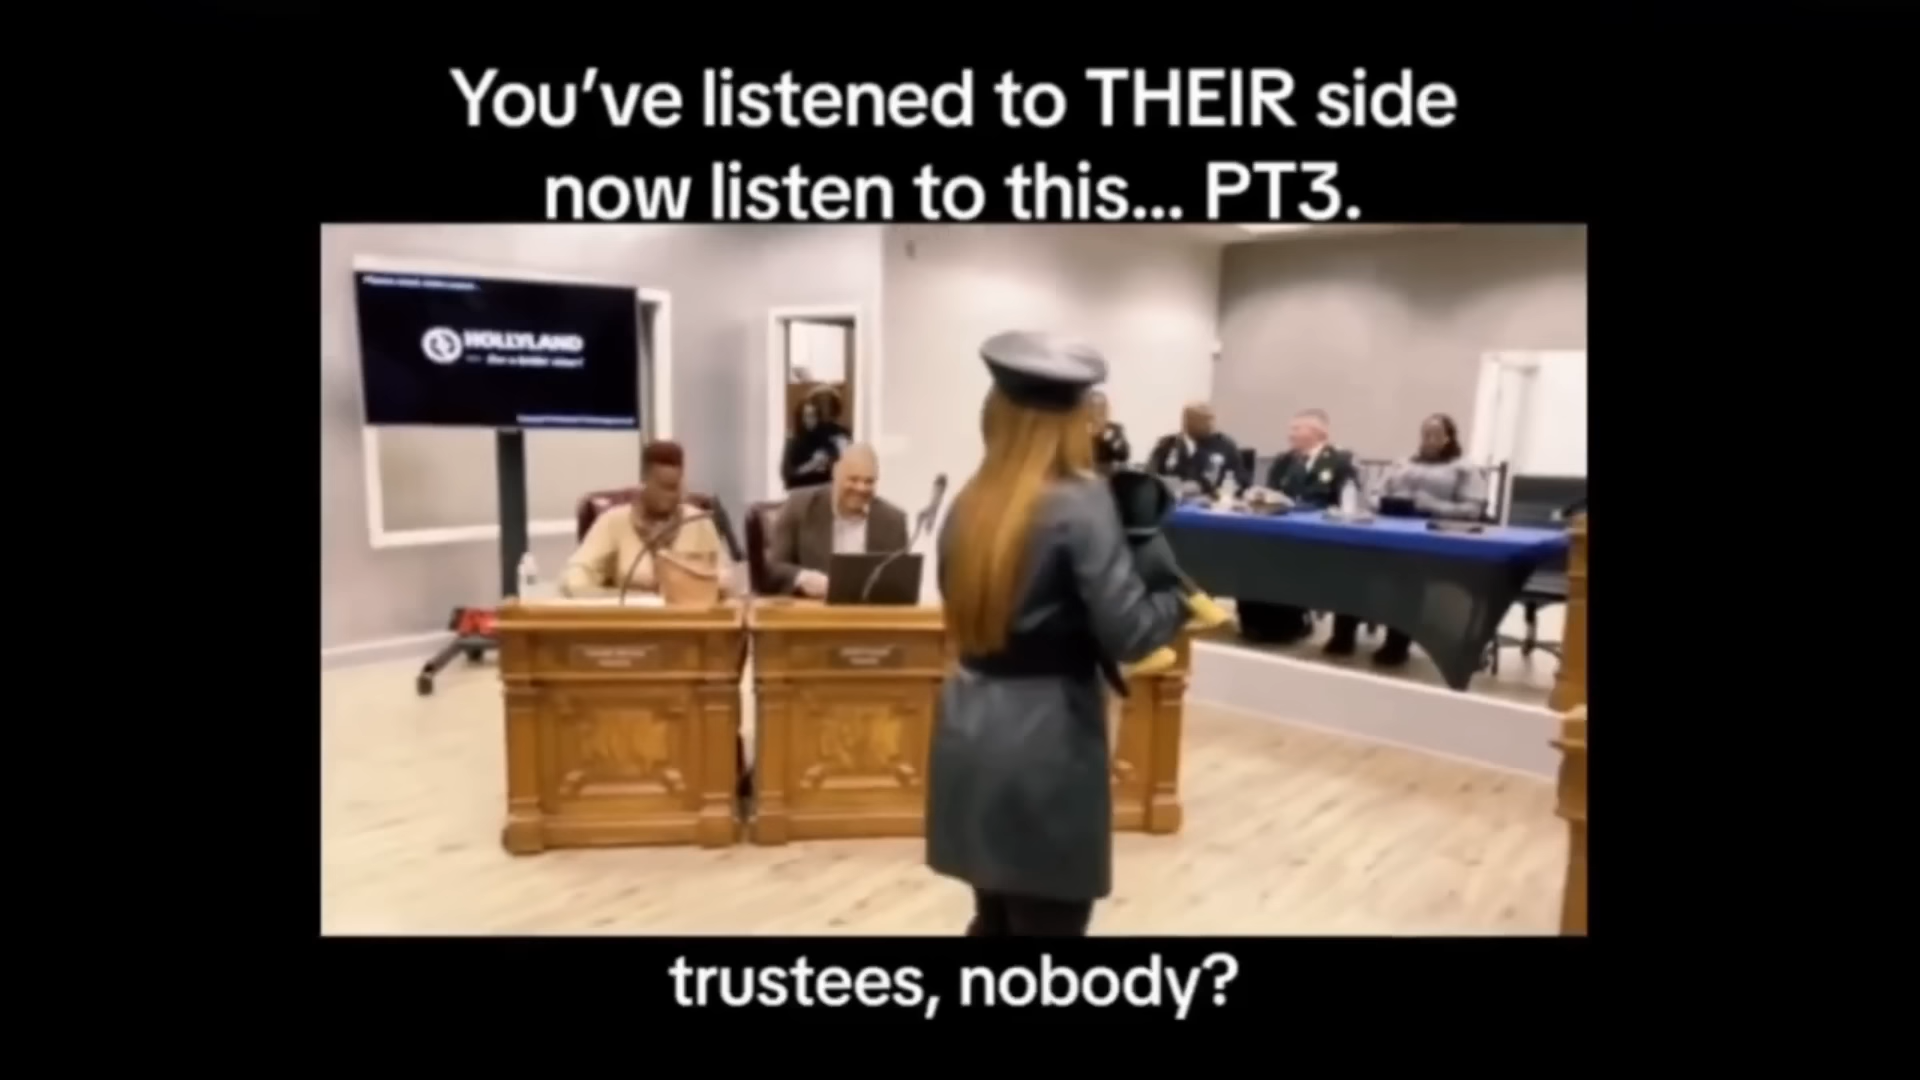 You've listened to THEIR side
now listen to this... PT3.
HOLLYLAND
trustees, nobody?